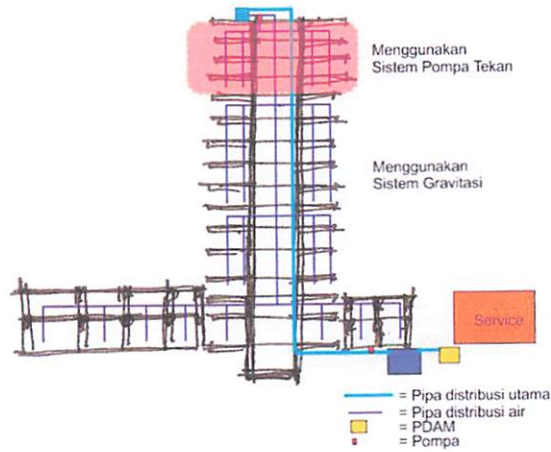 Menggunakan
Sistem Pompa Tekan
Menggunakan
Sistem Gravitasi
Service
= Pipa distribusi utama
= Pipa distribusi air
= PDAM
= Pompa